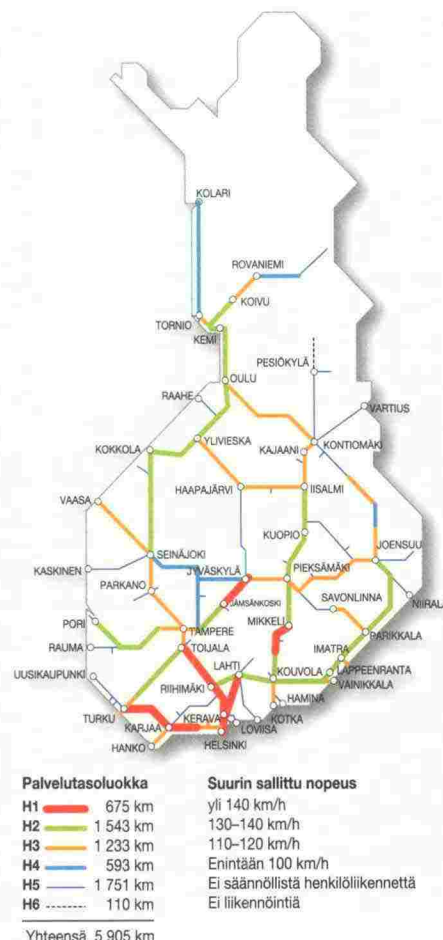 KOLARI
ROVANIEMI
KOIVU
TORNIO
KEMI
PESIÖKYLÄ
OULU
RAAHE
VARTIUS
YLIVIESKA
KAJAANI
KONTIOMÄKI
KOKKOLA
HAAPAJÄRVI
IISALMI
VAASA
KUOPIO
SEINÄJOKI
JOENSUU
JYVÄSKYLÄ
PIEKSÄMÄKI
KASKINEN
PARKANO
JÄMSÄNKOSKI
SAVONLINNA
NIIRALA
MIKKELI
PORI
TAMPERE
PARIKKALA
RAUMA
TOIJALA
IMATRA
LAHTI
KOUVOLA
LAPPEENRANTA
UUSIKAUPUNKI
RIIHIMÄKI
VAINIKKALA
HAMINA
TURKU
KARJAA
KERAVA
KOTKA
LOVIISA
HANKO
HELSINKI
Palvelutasoluokka Suurin sallittu nopeus
H1 675 km yli 140 km/h
H2 1 543 km 130–140 km/h
H3 1 233 km 110–120 km/h
H4 593 km Enintään 100 km/h
H5 1 751 km Ei säännöllistä henkilöliikennettä
H6 110 km Ei liikennöintiä
Yhteensä 5 905 km